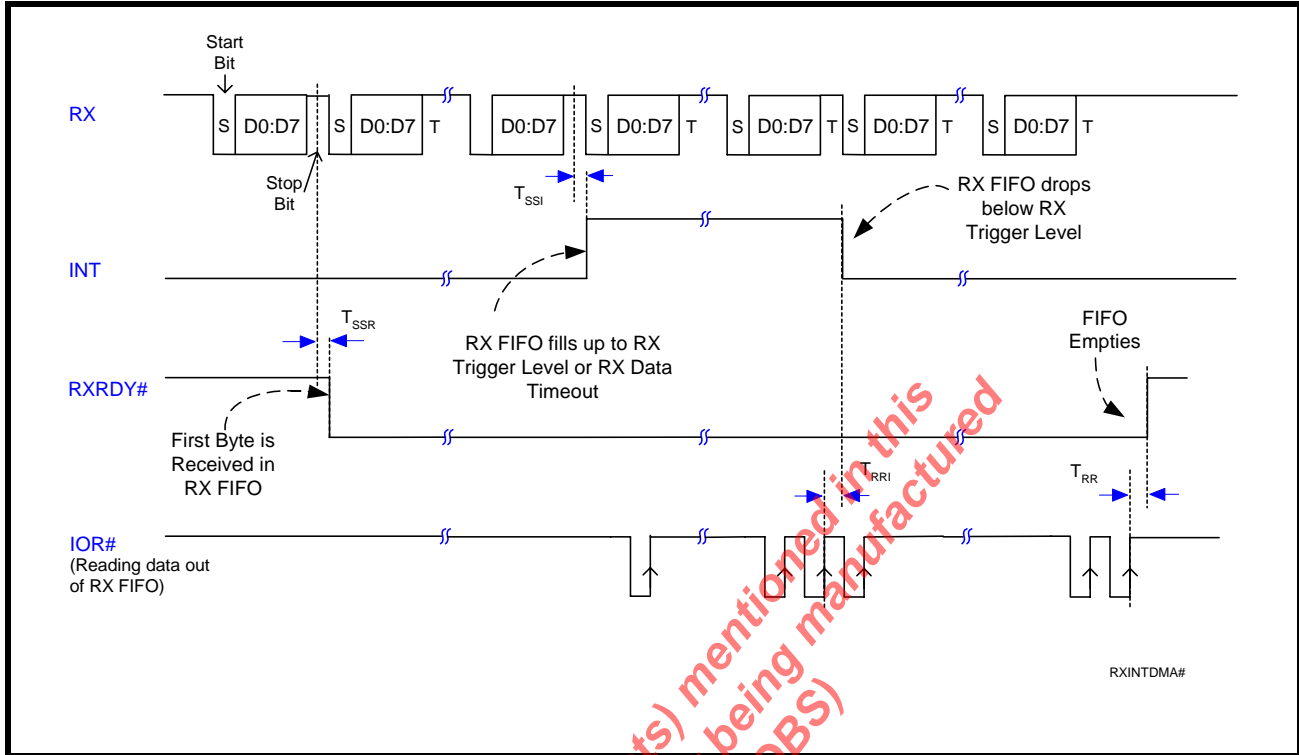 Start
Bit
RX
S D0:D7 S D0:D7 T D0:D7 S D0:D7 T S D0:D7 T S D0:D7 T S D0:D7 T
Stop
Bit
TSSI
RX FIFO drops
below RX
Trigger Level
INT
TSSR
RX FIFO fills up to RX
Trigger Level or RX Data
Timeout
FIFO
Empties
RXRDY#
First Byte is
Received in
RX FIFO
TRRI
TRR
IOR#
(Reading data out
of RX FIFO)
RXINTDMA#
ts) mentioned in this
being manufactured
OBS)